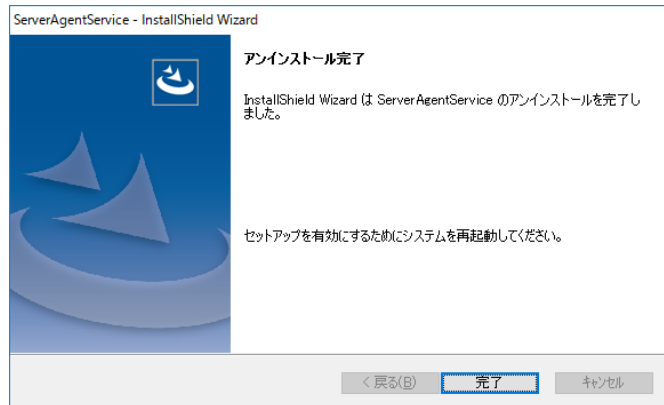 ServerAgentService - InstallShield Wizard
アンインストール完了
InstallShield Wizard は ServerAgentService のアンインストールを完了し
ました。
セットアップを有効にするためにシステムを再起動してください。
< 戻る(B)
完了
キャンセル